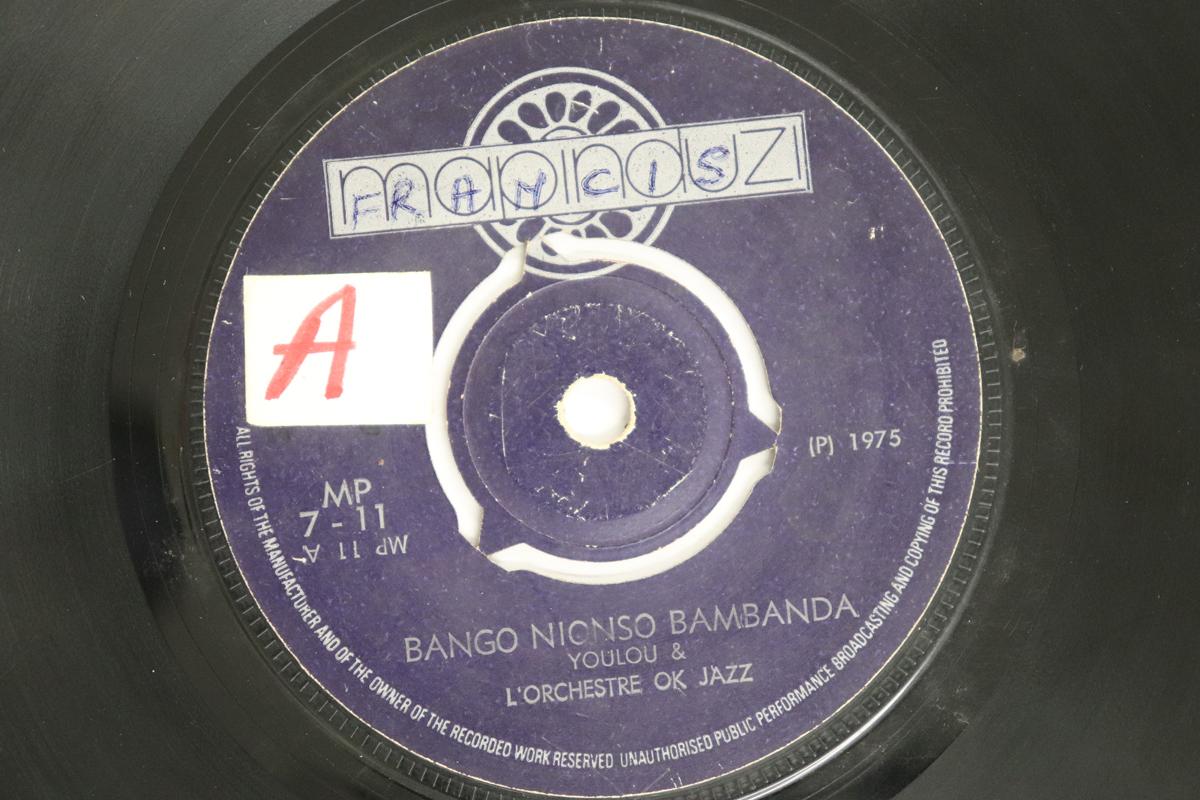 maninduzi
FRANCIS
A
(P) 1975
MP
7 - 11
MP 11 A
BANGO NIONSO BAMBANDA
YOULOU &
L'ORCHESTRE OK JAZZ
ALL RIGHTS OF THE MANUFACTURER AND OF THE OWNER OF THE RECORDED WORK RESERVED UNAUTHORISED PUBLIC PERFORMANCE BROADCASTING AND COPYING OF THIS RECORD PROHIBITED